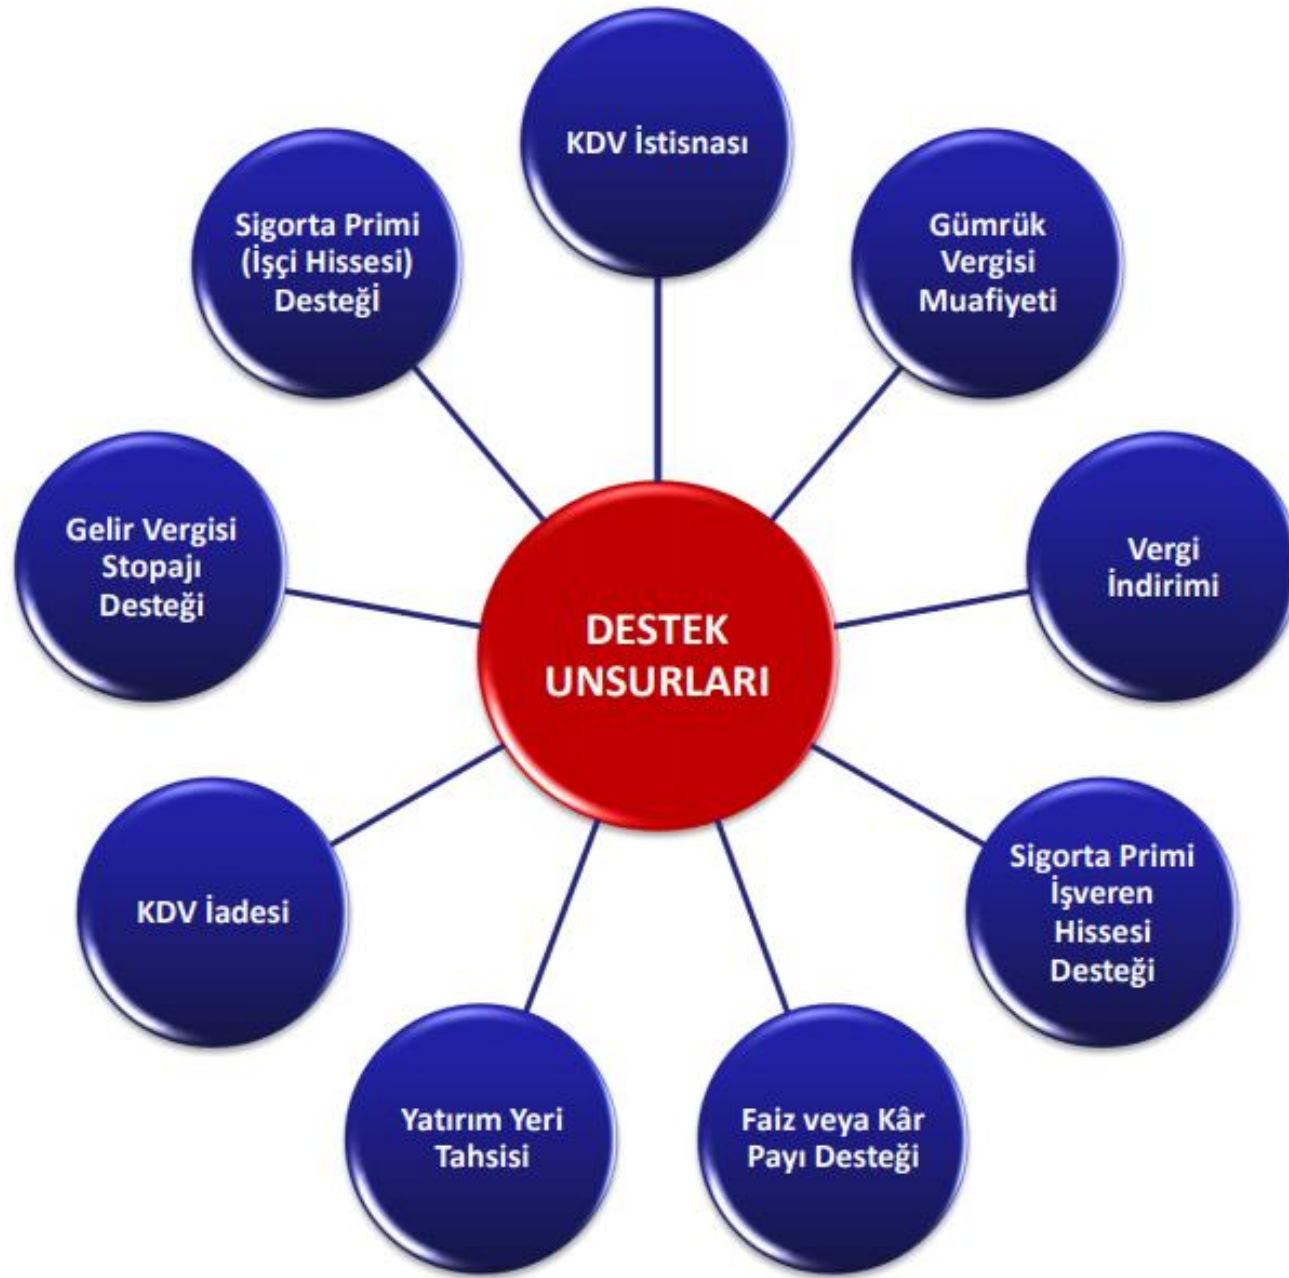 KDV İstisnası
Gümrük
Vergisi
Muafiyeti
Vergi
İndirimi
Sigorta Primi
İşveren
Hissesi
Desteği
Faiz veya Kâr
Payı Desteği
Yatırım Yeri
Tahsisi
KDV İadesi
Gelir Vergisi
Stopajı
Desteği
Sigorta Primi
(İşçi Hissesi)
Desteğİ
DESTEK
UNSURLARI